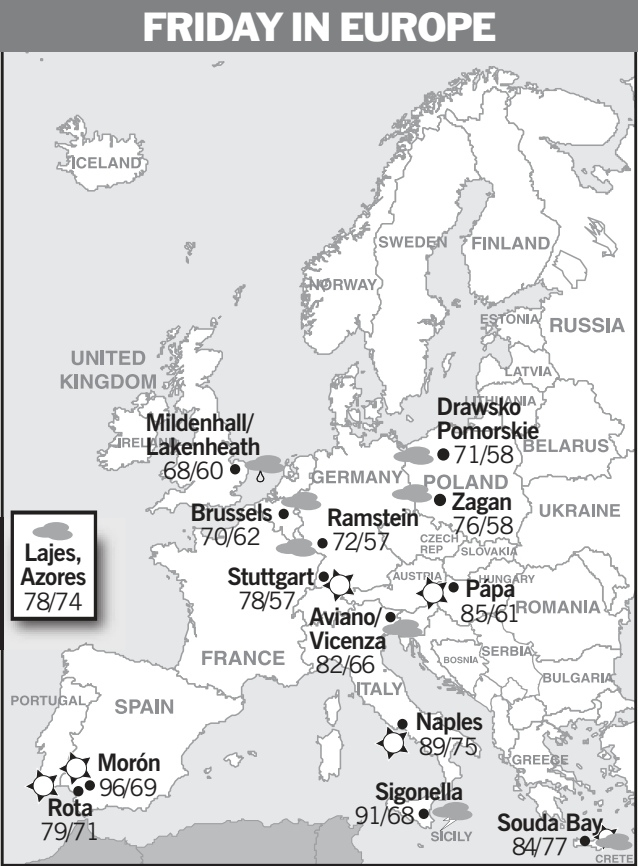 FRIDAY IN EUROPE
ICELAND
SWEDEN
FINLAND
NORWAY
ESTONIA
RUSSIA
UNITED
KINGDOM
LATVIA
LITHUANIA
Drawsko
Pomorskie
71/58
Mildenhall/
Lakenheath
68/60
IRELAND
BELARUS
GERMANY
POLAND
Zagan
76/58
Brussels
70/62
Ramstein
72/57
UKRAINE
CZECH
REP
SLOVAKIA
Lajes,
Azores
78/74
Stuttgart
78/57
AUSTRIA
HUNGARY
Pápa
85/61
ROMANIA
Aviano/
Vicenza
82/66
FRANCE
BOSNIA
SERBIA
BULGARIA
ITALY
PORTUGAL
SPAIN
Naples
89/75
GREECE
Morón
96/69
Rota
79/71
Sigonella
91/68
SICILY
Souda Bay
84/77
CRETE